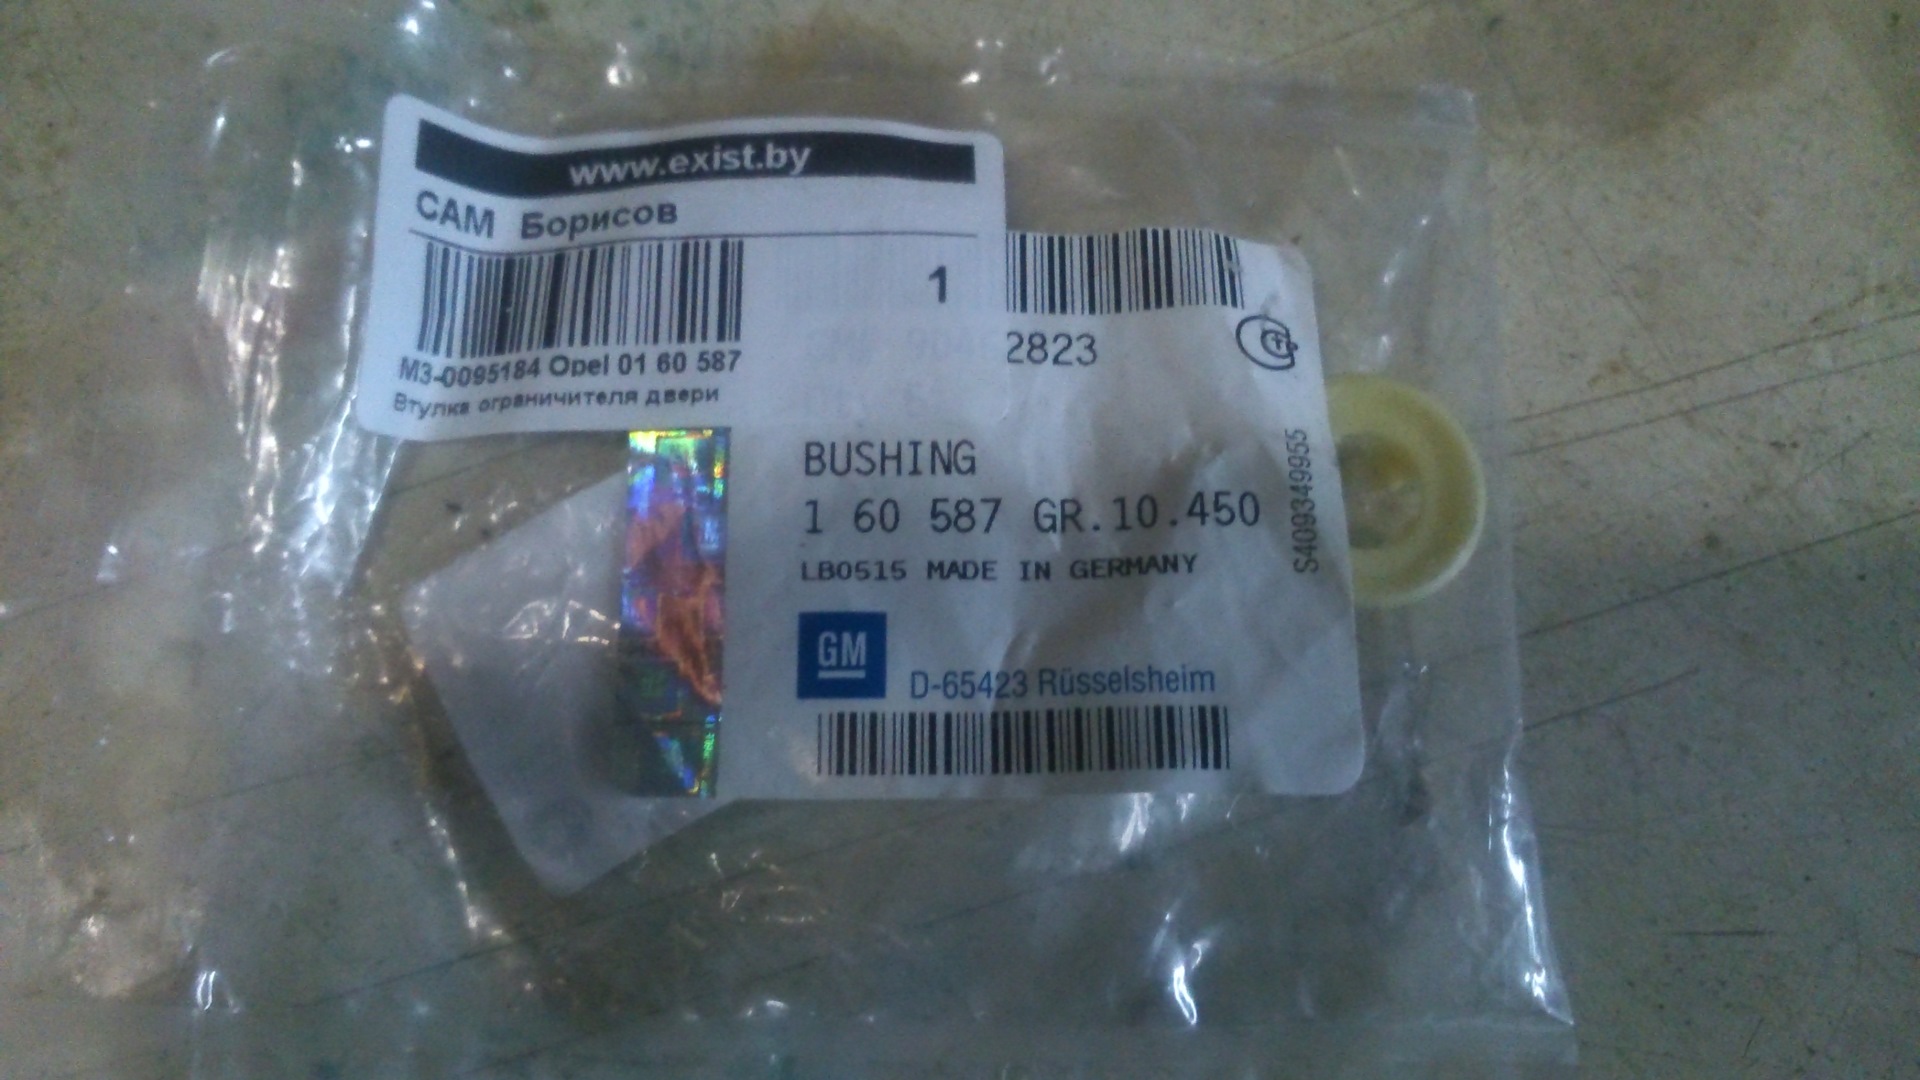 www.exist.by
САМ Борисов
1
МЗ-0095184 Opel 01 60 587
Втулка ограничителя двери
2823
BUSHING
1 60 587 GR.10.450
LB0515 MADE IN GERMANY
S409349955
GM
D-65423 Rüsselsheim